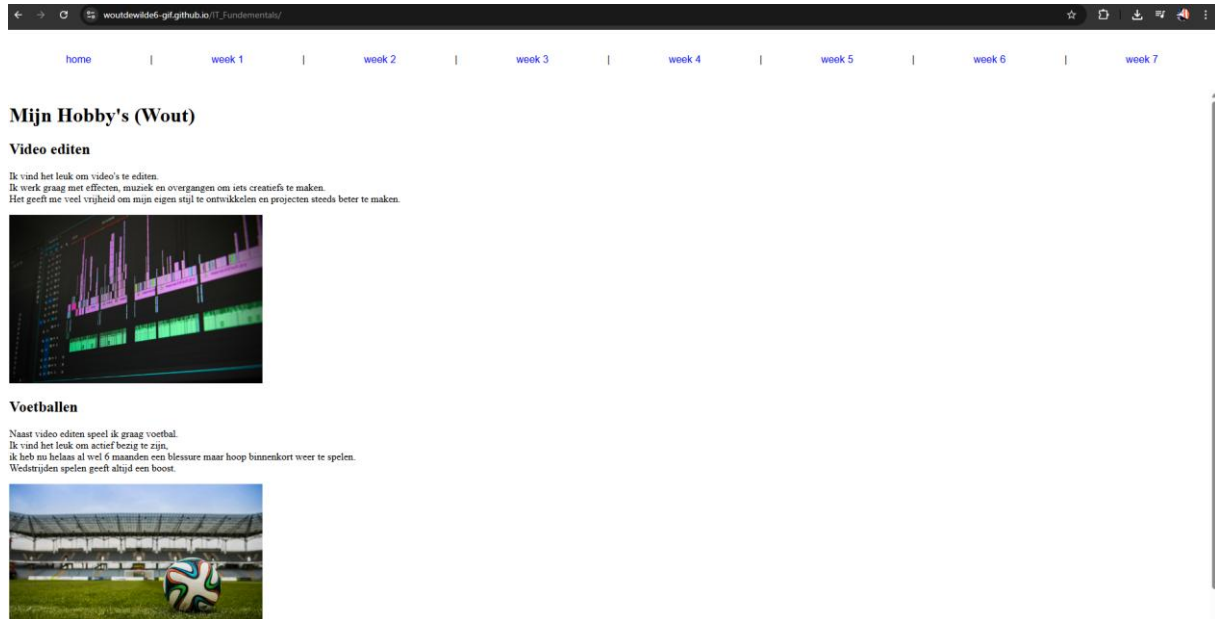 woutdewilde6-gif.github.io/IT_Fundementals/
home | week 1 | week 2 | week 3 | week 4 | week 5 | week 6 | week 7
Mijn Hobby's (Wout)
Video editen
Ik vind het leuk om video's te editen.
Ik werk graag met effecten, muziek en overgangen om iets creatiefs te maken.
Het geeft me veel vrijheid om mijn eigen stijl te ontwikkelen en projecten steeds beter te maken.
Voetballen
Naast video editen speel ik graag voetbal.
Ik vind het leuk om actief bezig te zijn,
ik heb nu helaas al wel 6 maanden een blessure maar hoop binnenkort weer te spelen.
Wedstrijden spelen geeft altijd een boost.